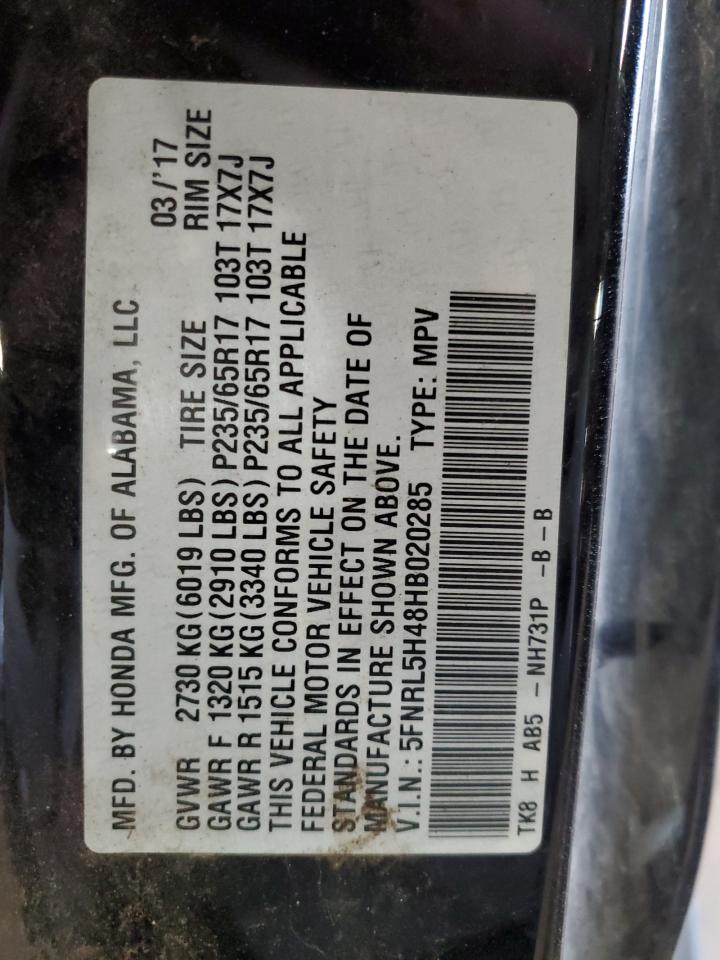 MFD. BY HONDA MFG. OF ALABAMA, LLC 03/'17
GVWR 2730 KG (6019 LBS) TIRE SIZE RIM SIZE
GAWR F 1320 KG (2910 LBS) P235/65R17 103T 17X7J
GAWR R 1515 KG (3340 LBS) P235/65R17 103T 17X7J
THIS VEHICLE CONFORMS TO ALL APPLICABLE
FEDERAL MOTOR VEHICLE SAFETY
STANDARDS IN EFFECT ON THE DATE OF
MANUFACTURE SHOWN ABOVE.
V.I.N.: 5FNRL5H48HB020285 TYPE: MPV
TK8 H AB5 - NH731P - B - B